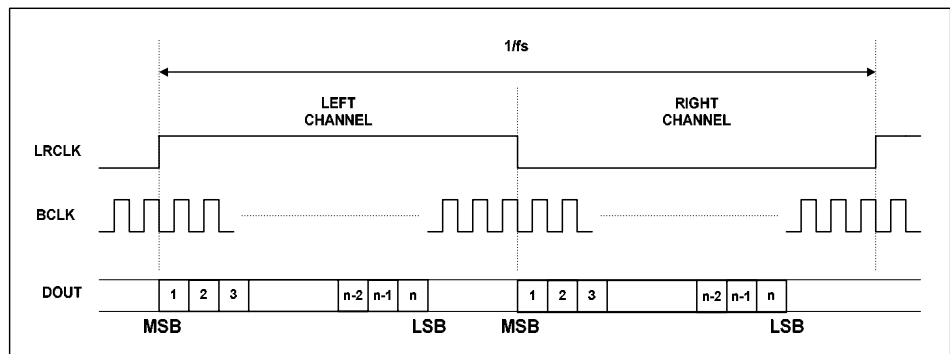 1/fs
LEFT
CHANNEL
RIGHT
CHANNEL
LRCLK
BCLK
DOUT
1 2 3 n-2 n-1 n 1 2 3 n-2 n-1 n
MSB LSB MSB LSB